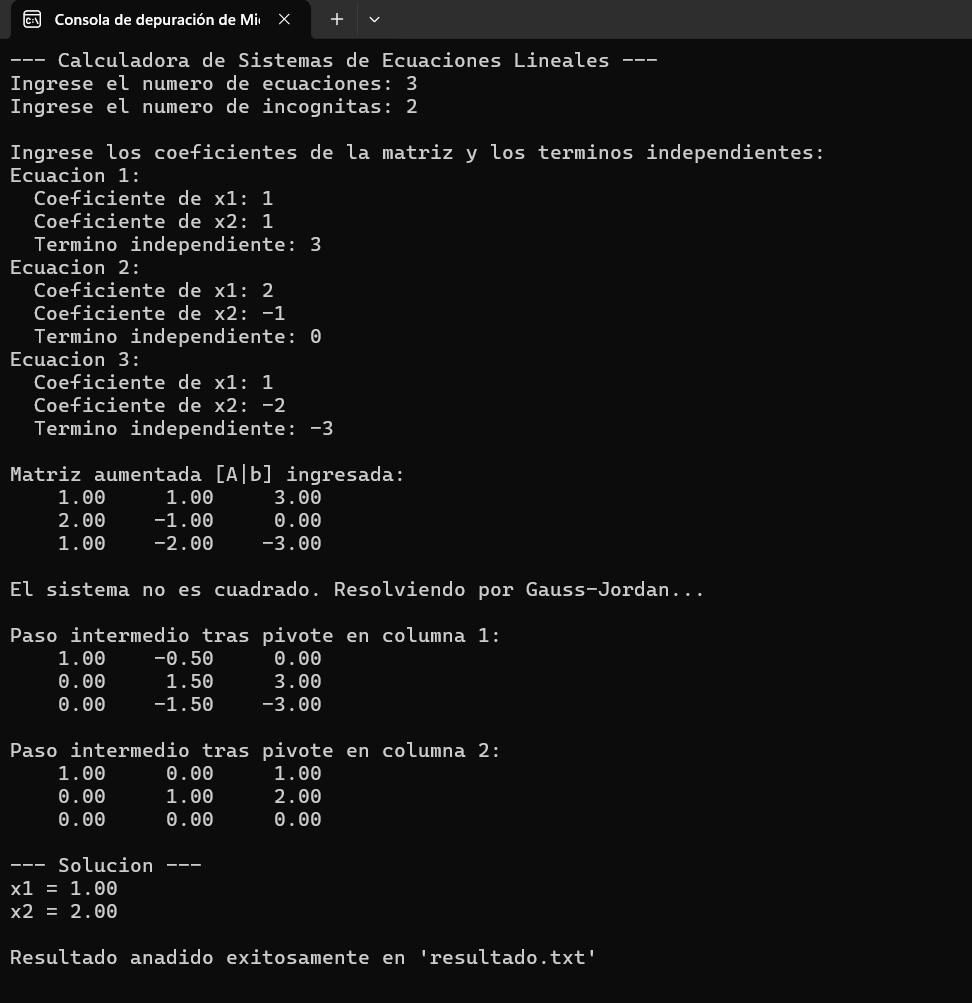 Consola de depuración de Mi
--- Calculadora de Sistemas de Ecuaciones Lineales ---
Ingrese el numero de ecuaciones: 3
Ingrese el numero de incognitas: 2

Ingrese los coeficientes de la matriz y los terminos independientes:
Ecuacion 1:
  Coeficiente de x1: 1
  Coeficiente de x2: 1
  Termino independiente: 3
Ecuacion 2:
  Coeficiente de x1: 2
  Coeficiente de x2: -1
  Termino independiente: 0
Ecuacion 3:
  Coeficiente de x1: 1
  Coeficiente de x2: -2
  Termino independiente: -3

Matriz aumentada [A|b] ingresada:
    1.00     1.00     3.00
    2.00    -1.00     0.00
    1.00    -2.00    -3.00

El sistema no es cuadrado. Resolviendo por Gauss-Jordan...

Paso intermedio tras pivote en columna 1:
    1.00    -0.50     0.00
    0.00     1.50     3.00
    0.00    -1.50    -3.00

Paso intermedio tras pivote en columna 2:
    1.00     0.00     1.00
    0.00     1.00     2.00
    0.00     0.00     0.00

--- Solucion ---
x1 = 1.00
x2 = 2.00

Resultado anadido exitosamente en 'resultado.txt'